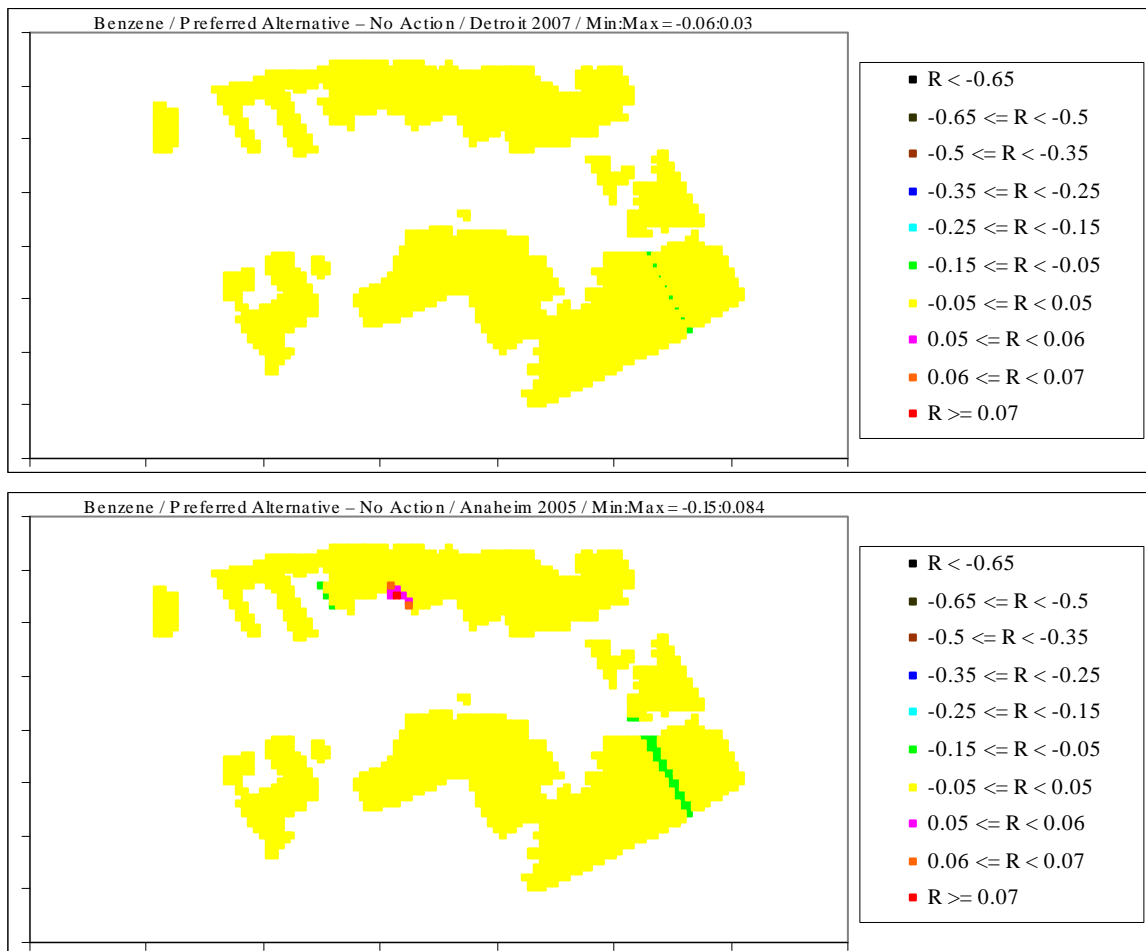 Benzene / Preferred Alternative – No Action / Detroit 2007 / Min:Max = -0.06:0.03
R < -0.65
-0.65 <= R < -0.5
-0.5 <= R < -0.35
-0.35 <= R < -0.25
-0.25 <= R < -0.15
-0.15 <= R < -0.05
-0.05 <= R < 0.05
0.05 <= R < 0.06
0.06 <= R < 0.07
R >= 0.07
Benzene / Preferred Alternative – No Action / Anaheim 2005 / Min:Max = -0.15:0.084
R < -0.65
-0.65 <= R < -0.5
-0.5 <= R < -0.35
-0.35 <= R < -0.25
-0.25 <= R < -0.15
-0.15 <= R < -0.05
-0.05 <= R < 0.05
0.05 <= R < 0.06
0.06 <= R < 0.07
R >= 0.07